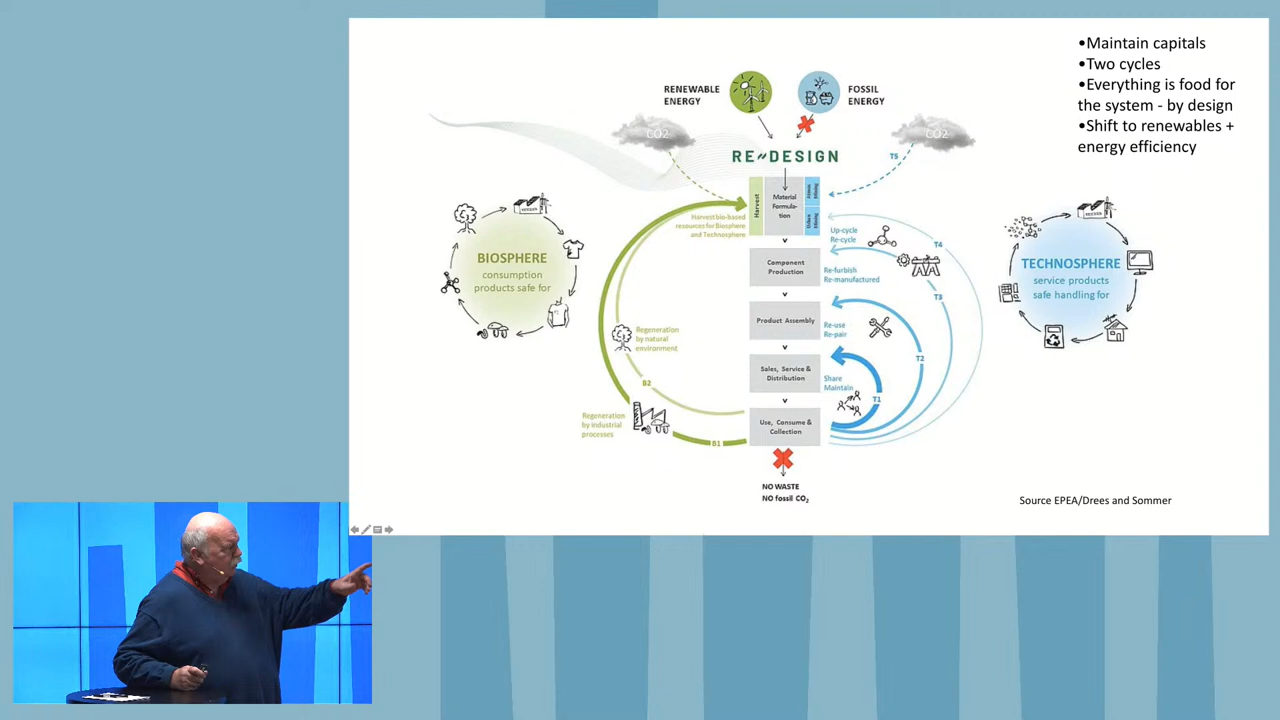 •Maintain capitals
•Two cycles
•Everything is food for
the system - by design
•Shift to renewables +
energy efficiency
RENEWABLE
ENERGY
FOSSIL
ENERGY
CO2
CO2
RE~DESIGN
T5
Harvest
Material
Formula-
tion
Urban
Mining
Harvest bio-based
resources for Biosphere
and Technosphere
Up-cycle
Re-cycle
T4
BIOSPHERE
consumption
products safe for
Component
Production
Re-furbish
Re-manufactured
T3
TECHNOSPHERE
service products
safe handling for
Product Assembly
Re-use
Re-pair
Regeneration
by natural
environment
T2
Sales, Service &
Distribution
Share
Maintain
B2
T1
Regeneration
by industrial
processes
Use, Consume &
Collection
B1
NO WASTE
NO fossil CO₂
Source EPEA/Drees and Sommer